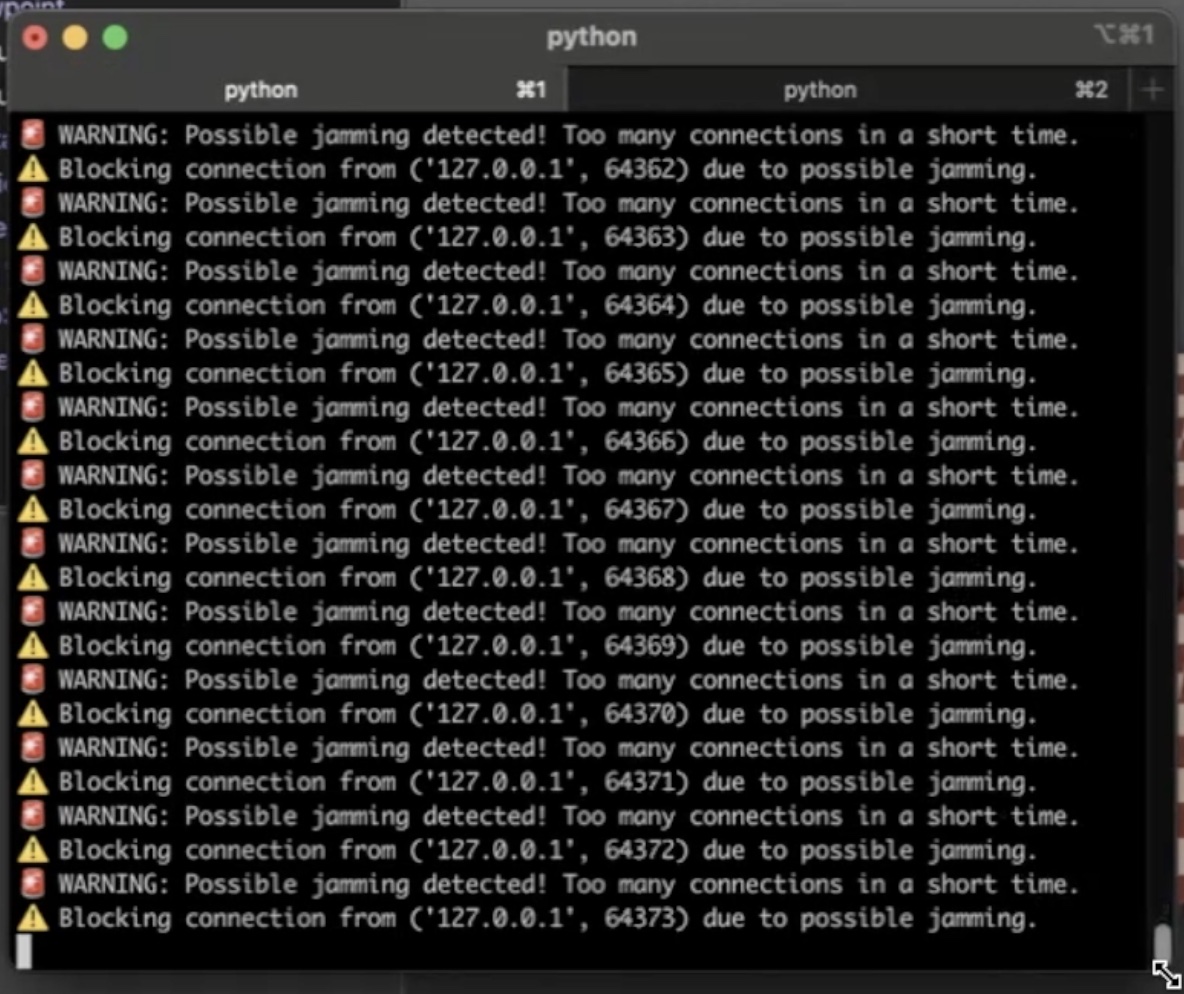 ypoint
python
⌥⌘1
python ⌘1 python ⌘2 +
🚨 WARNING: Possible jamming detected! Too many connections in a short time.
⚠️ Blocking connection from ('127.0.0.1', 64362) due to possible jamming.
🚨 WARNING: Possible jamming detected! Too many connections in a short time.
⚠️ Blocking connection from ('127.0.0.1', 64363) due to possible jamming.
🚨 WARNING: Possible jamming detected! Too many connections in a short time.
⚠️ Blocking connection from ('127.0.0.1', 64364) due to possible jamming.
🚨 WARNING: Possible jamming detected! Too many connections in a short time.
⚠️ Blocking connection from ('127.0.0.1', 64365) due to possible jamming.
🚨 WARNING: Possible jamming detected! Too many connections in a short time.
⚠️ Blocking connection from ('127.0.0.1', 64366) due to possible jamming.
🚨 WARNING: Possible jamming detected! Too many connections in a short time.
⚠️ Blocking connection from ('127.0.0.1', 64367) due to possible jamming.
🚨 WARNING: Possible jamming detected! Too many connections in a short time.
⚠️ Blocking connection from ('127.0.0.1', 64368) due to possible jamming.
🚨 WARNING: Possible jamming detected! Too many connections in a short time.
⚠️ Blocking connection from ('127.0.0.1', 64369) due to possible jamming.
🚨 WARNING: Possible jamming detected! Too many connections in a short time.
⚠️ Blocking connection from ('127.0.0.1', 64370) due to possible jamming.
🚨 WARNING: Possible jamming detected! Too many connections in a short time.
⚠️ Blocking connection from ('127.0.0.1', 64371) due to possible jamming.
🚨 WARNING: Possible jamming detected! Too many connections in a short time.
⚠️ Blocking connection from ('127.0.0.1', 64372) due to possible jamming.
🚨 WARNING: Possible jamming detected! Too many connections in a short time.
⚠️ Blocking connection from ('127.0.0.1', 64373) due to possible jamming.